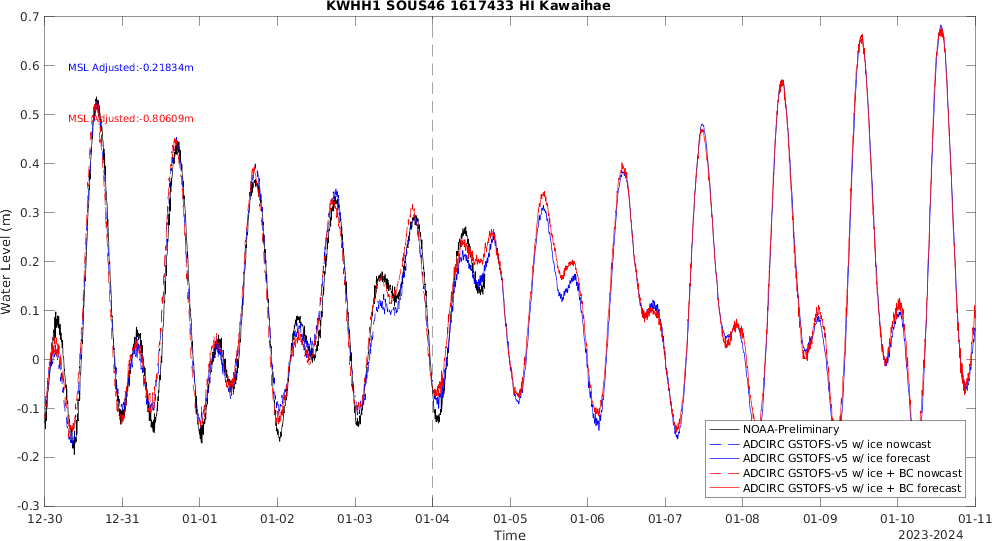 KWHH1 SOUS46 1617433 HI Kawaihae
0.7
0.6
0.5
0.4
0.3
0.2
0.1
0
-0.1
-0.2
-0.3
Water Level (m)
MSL Adjusted:-0.21834m
MSL Adjusted:-0.80609m
NOAA-Preliminary
ADCIRC GSTOFS-v5 w/ ice nowcast
ADCIRC GSTOFS-v5 w/ ice forecast
ADCIRC GSTOFS-v5 w/ ice + BC nowcast
ADCIRC GSTOFS-v5 w/ ice + BC forecast
12-30 12-31 01-01 01-02 01-03 01-04 01-05 01-06 01-07 01-08 01-09 01-10 01-11
Time
2023-2024